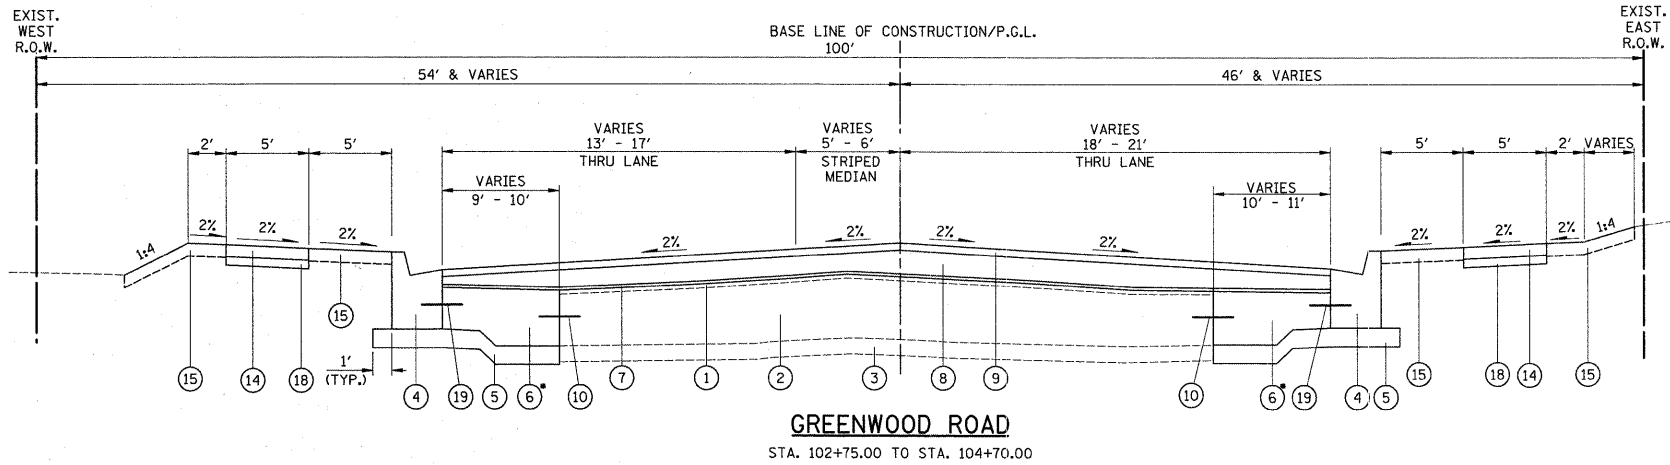 EXIST.
WEST
R.O.W.
EXIST.
EAST
R.O.W.
BASE LINE OF CONSTRUCTION/P.G.L.
100'
54' & VARIES
46' & VARIES
VARIES
13' - 17'
THRU LANE
VARIES
5' - 6'
STRIPED
MEDIAN
VARIES
18' - 21'
THRU LANE
2'
5'
5'
5'
5'
2'
VARIES
VARIES
9' - 10'
VARIES
10' - 11'
1:4
2%
2%
2%
2%
2%
2%
2%
2%
2%
2%
1:4
15
15
14
18
1'
(TYP.)
4
19
5
6*
10
7
1
2
3
8
9
10
6*
19
4
5
15
18
14
15
GREENWOOD ROAD
STA. 102+75.00 TO STA. 104+70.00